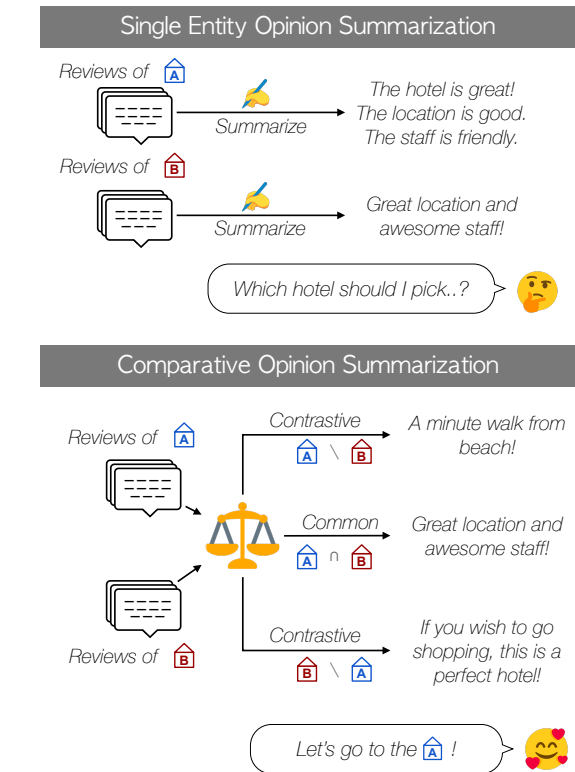 Single Entity Opinion Summarization
Reviews of A
Summarize
The hotel is great!
The location is good.
The staff is friendly.
Reviews of B
Summarize
Great location and
awesome staff!
Which hotel should I pick..?
Comparative Opinion Summarization
Reviews of A
Contrastive
A \ B
A minute walk from
beach!
Common
A ∩ B
Great location and
awesome staff!
Reviews of B
Contrastive
B \ A
If you wish to go
shopping, this is a
perfect hotel!
Let's go to the A !